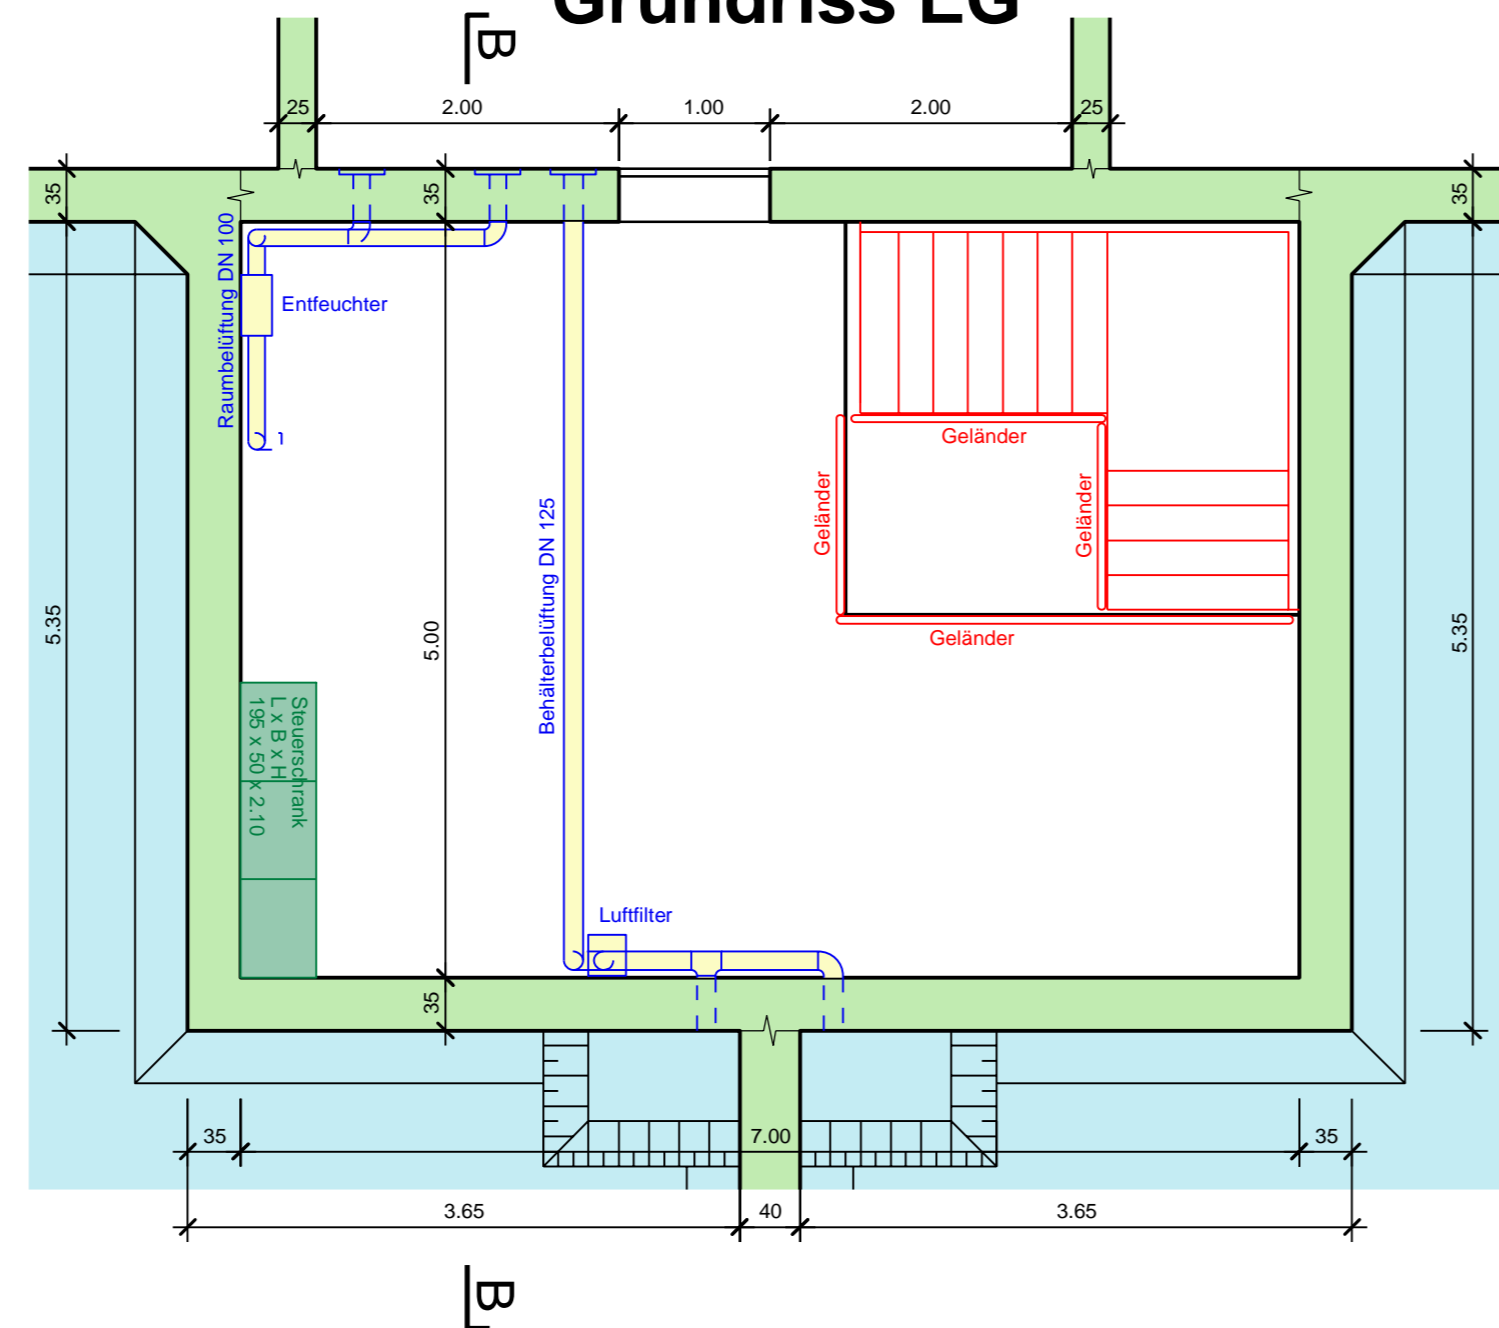 Grundriss EG
B
25
2.00
1.00
2.00
25
35
35
35
Raumbelüftung DN 100
Entfeuchter
Geländer
Geländer
Geländer
Geländer
Behälterbelüftung DN 125
5.35
5.00
5.35
Steuerschrank
L x B x H
195 x 50 x 2.10
Luftfilter
35
35
7.00
35
3.65
40
3.65
B